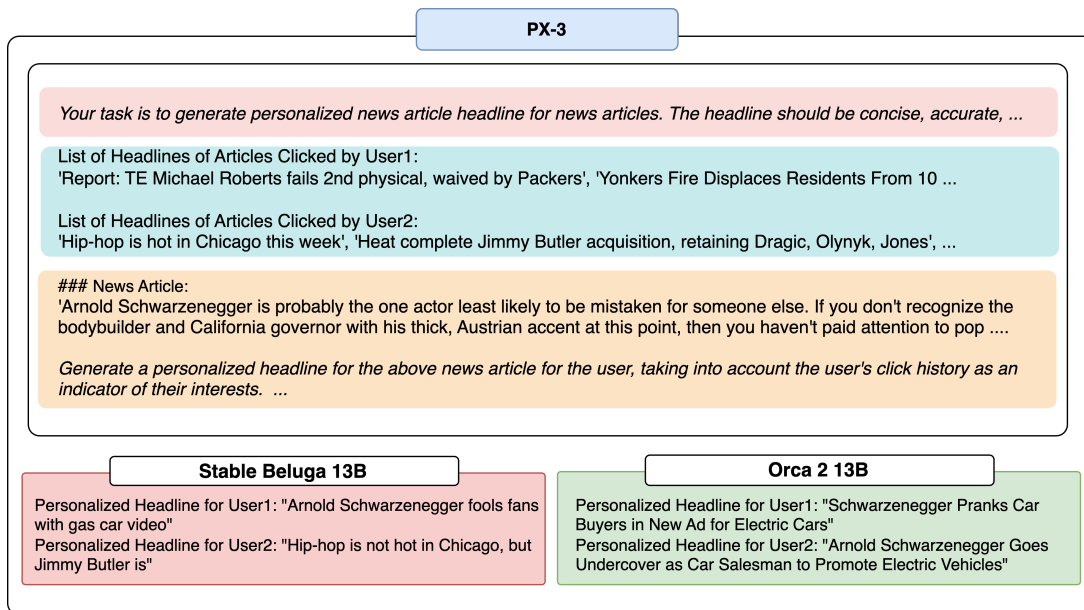 PX-3
Your task is to generate personalized news article headline for news articles. The headline should be concise, accurate, ...
List of Headlines of Articles Clicked by User1:
'Report: TE Michael Roberts fails 2nd physical, waived by Packers', 'Yonkers Fire Displaces Residents From 10 ...
List of Headlines of Articles Clicked by User2:
'Hip-hop is hot in Chicago this week', 'Heat complete Jimmy Butler acquisition, retaining Dragic, Olynyk, Jones', ...
### News Article:
'Arnold Schwarzenegger is probably the one actor least likely to be mistaken for someone else. If you don't recognize the
bodybuilder and California governor with his thick, Austrian accent at this point, then you haven't paid attention to pop ....
Generate a personalized headline for the above news article for the user, taking into account the user's click history as an
indicator of their interests. ...
Stable Beluga 13B
Personalized Headline for User1: "Arnold Schwarzenegger fools fans
with gas car video"
Personalized Headline for User2: "Hip-hop is not hot in Chicago, but
Jimmy Butler is"
Orca 2 13B
Personalized Headline for User1: "Schwarzenegger Pranks Car
Buyers in New Ad for Electric Cars"
Personalized Headline for User2: "Arnold Schwarzenegger Goes
Undercover as Car Salesman to Promote Electric Vehicles"